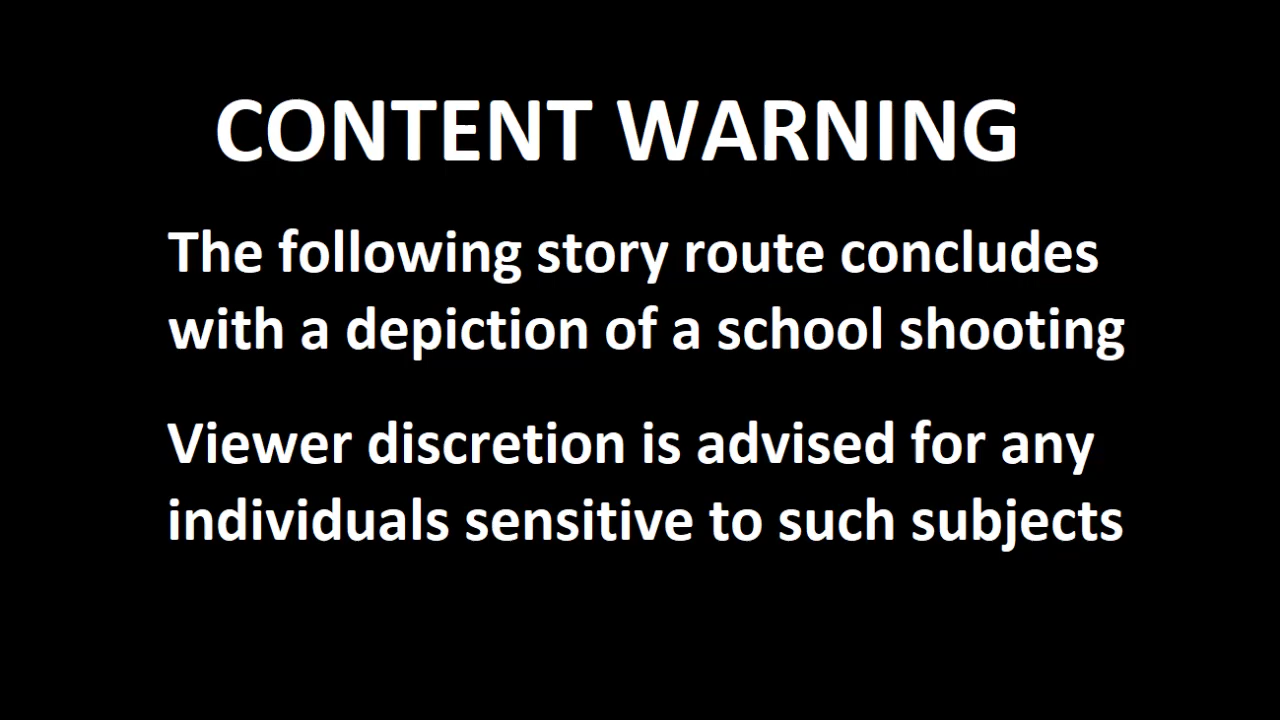 CONTENT WARNING
The following story route concludes
with a depiction of a school shooting
Viewer discretion is advised for any
individuals sensitive to such subjects